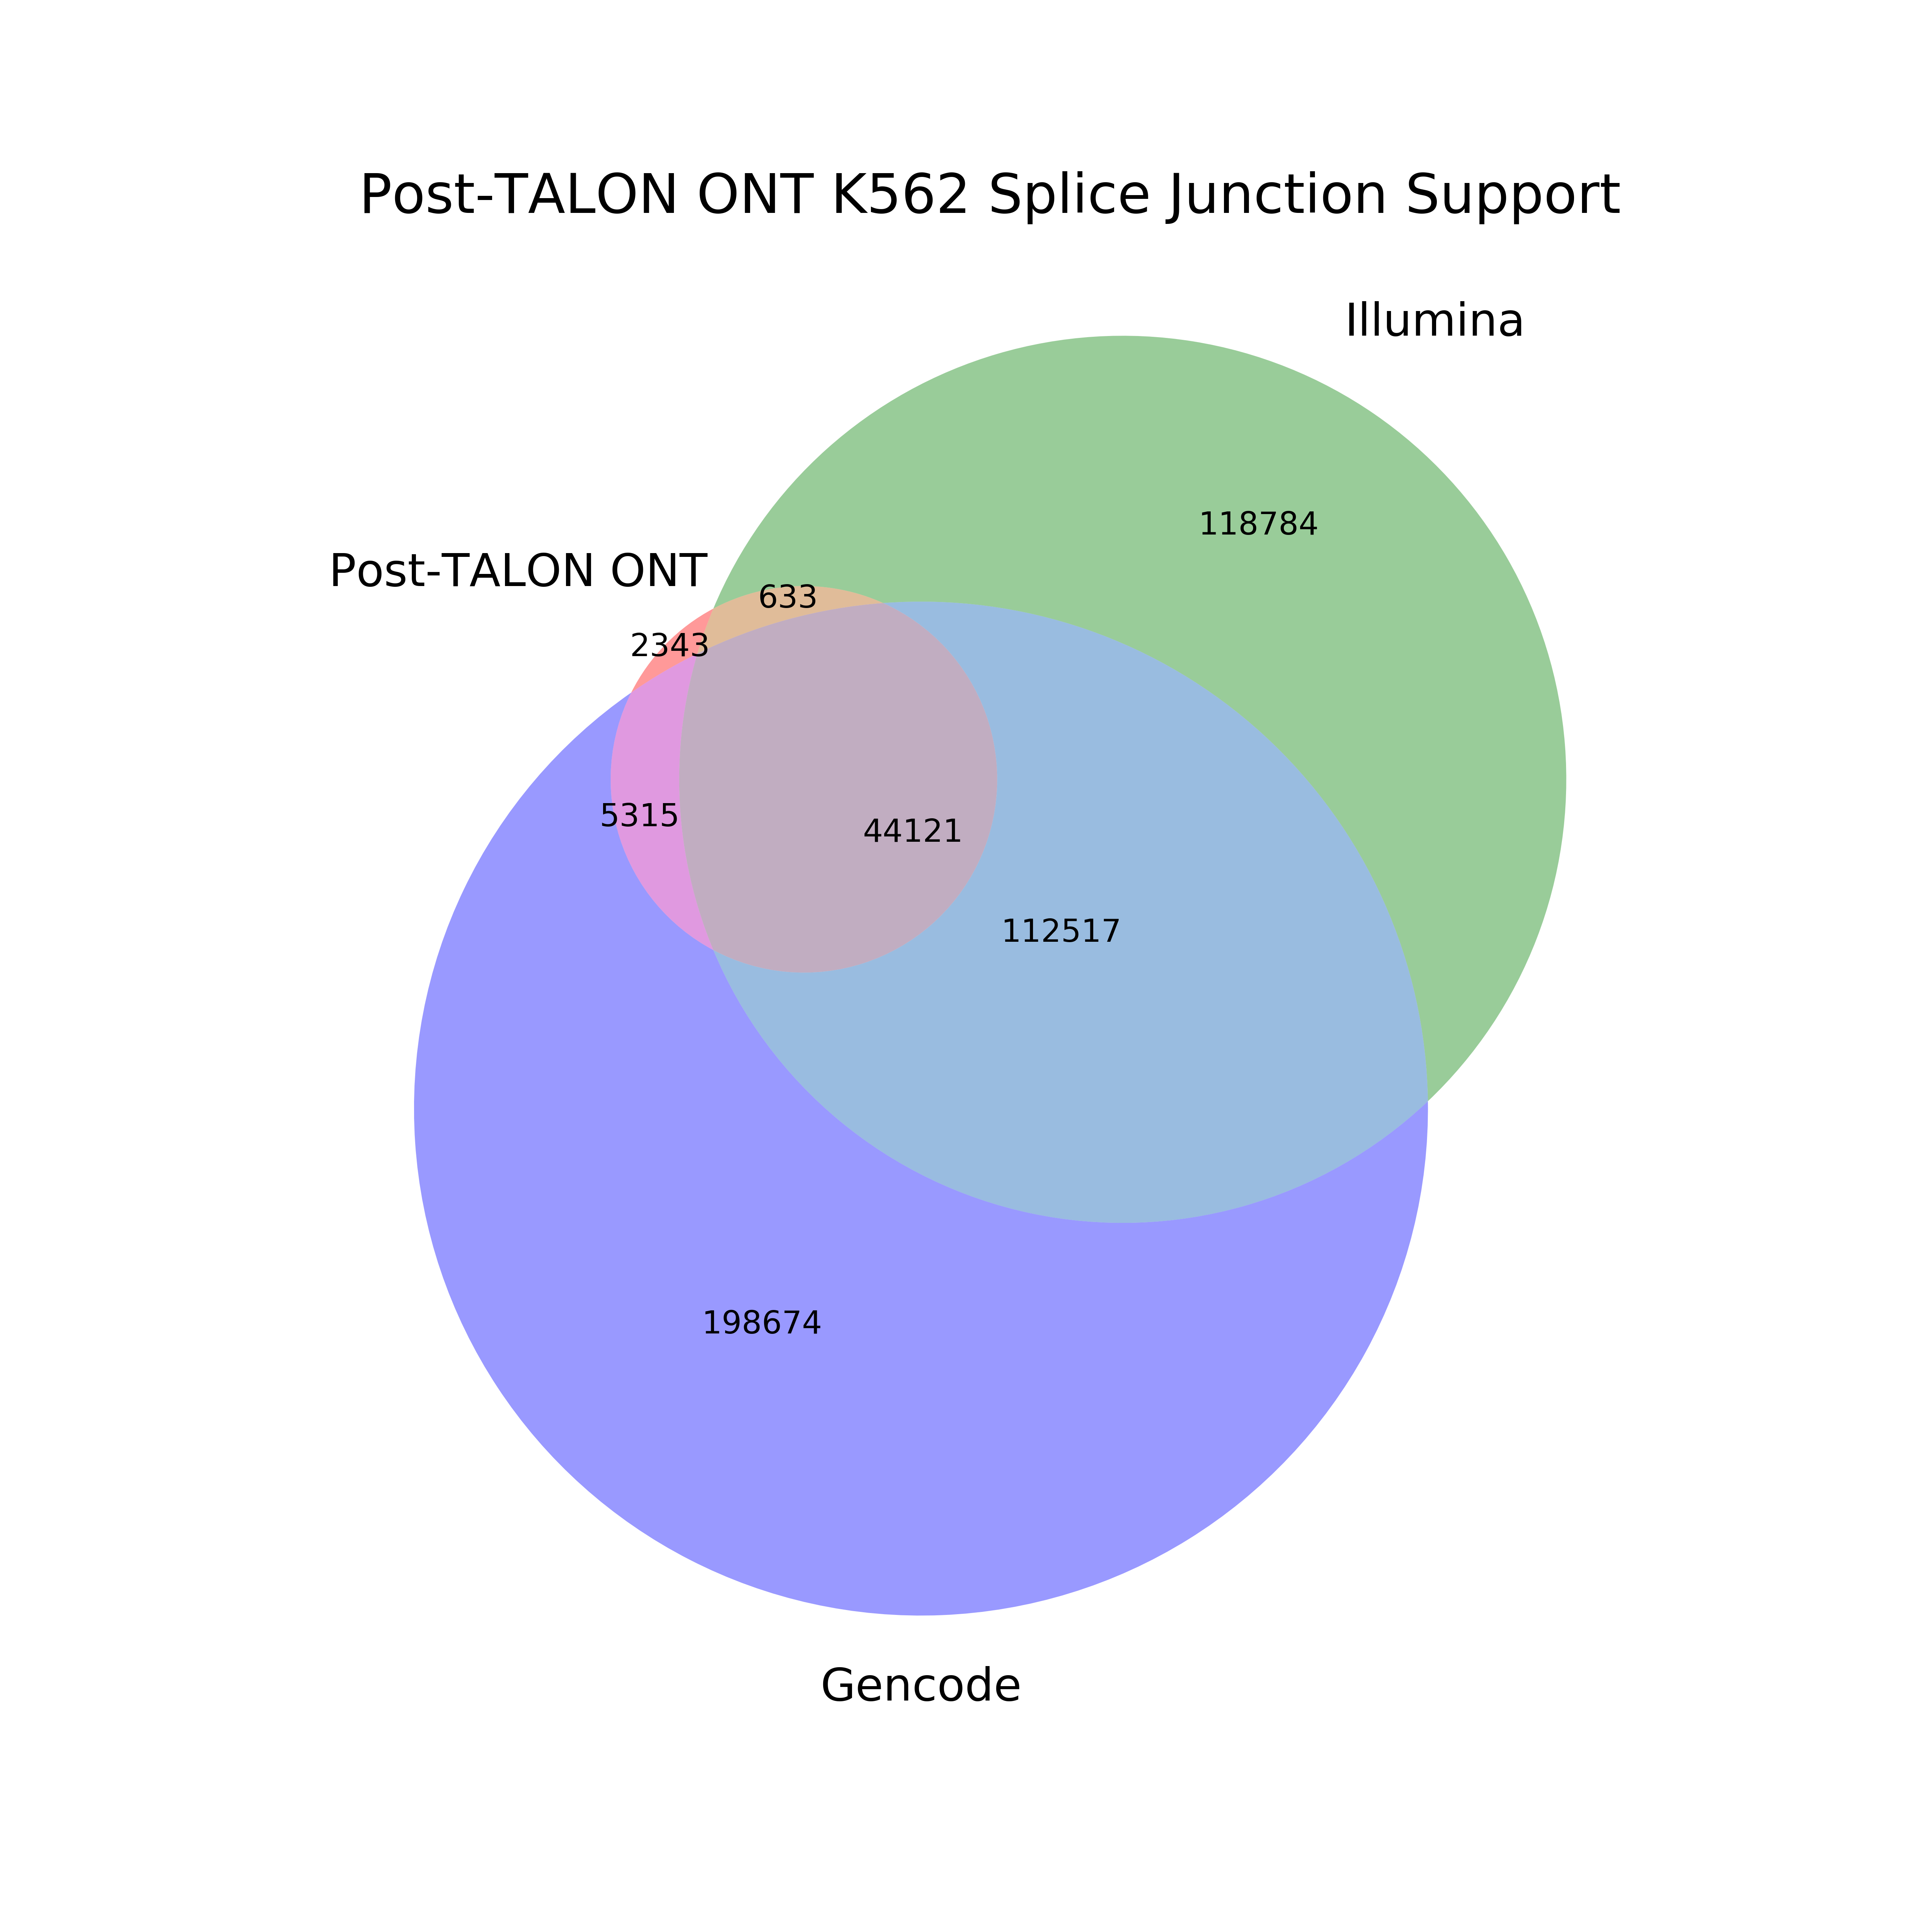 Post-TALON ONT K562 Splice Junction Support
Illumina
118784
Post-TALON ONT
633
2343
5315
44121
112517
198674
Gencode